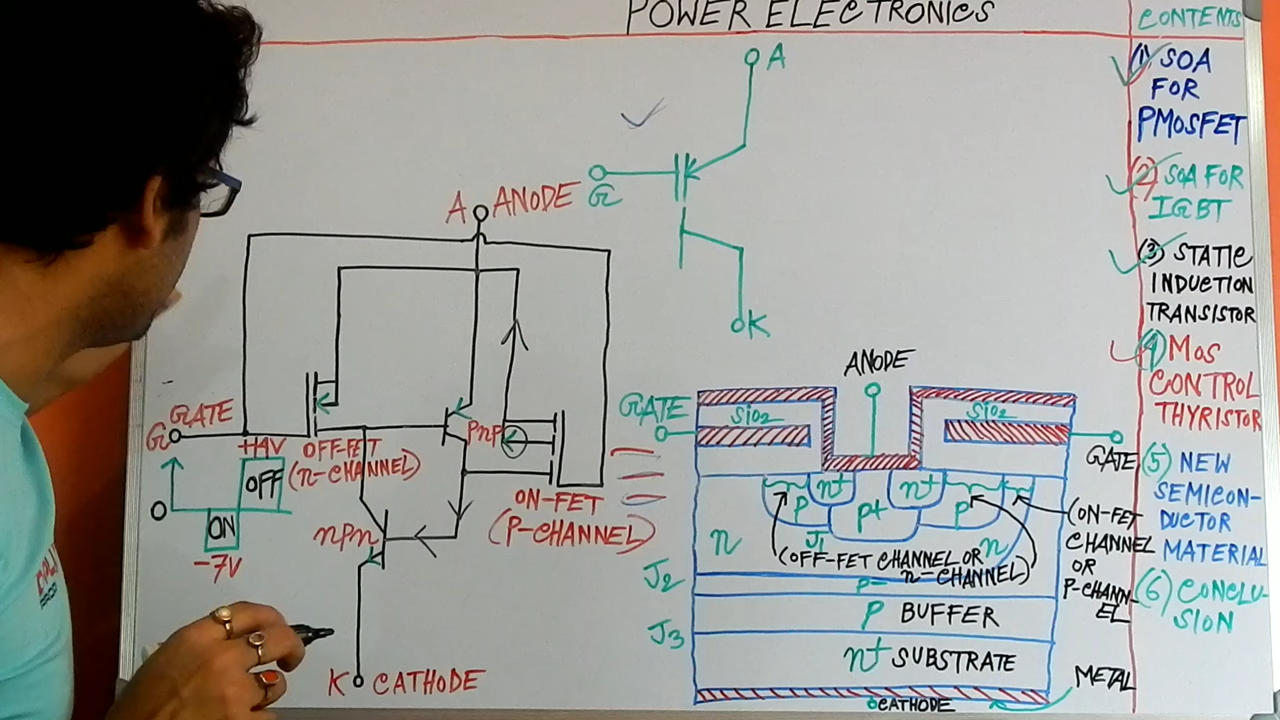 POWER ELECTRONICS
CONTENTS
(1) SOA
FOR
PMOSFET
(2) SOA FOR
IGBT
(3) STATIC
INDUCTION
TRANSISTOR
(4) MOS
CONTROL
THYRISTOR
(5) NEW
SEMICON-
DUCTOR
MATERIAL
(6) CONCLU-
SION
A
G
K
A ANODE
GATE
G
+14V
OFF
O
ON
-7V
OFF-FET
(n-CHANNEL)
pnp
ON-FET
(P-CHANNEL)
npn
K CATHODE
ANODE
GATE
SiO2
SiO2
GATE
n+
n+
P
P+
P
n
J1
n
(OFF-FET CHANNEL OR
n-CHANNEL)
(ON-FET
CHANNEL
OR
P-CHANN-
EL
J2
P-
P BUFFER
J3
n+ SUBSTRATE
METAL
CATHODE